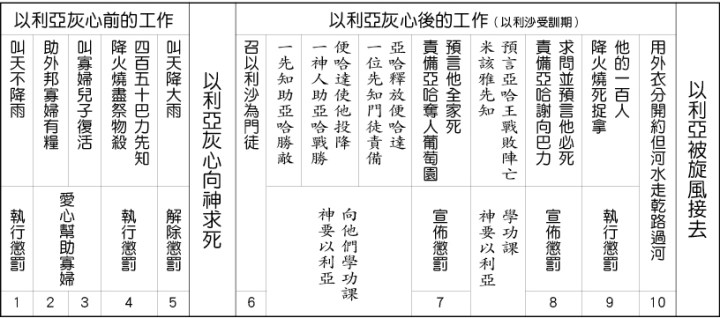 以利亞灰心前的工作
叫天不降雨
助外邦寡婦有糧
叫寡婦兒子復活
降火燒盡祭物殺
四百五十巴力先知
叫天降大雨
執行懲罰
愛心幫助寡婦
執行懲罰
解除懲罰
1
2
3
4
5
以利亞灰心向神求死
以利亞灰心後的工作(以利沙受訓期)
召以利沙為門徒
一先知助亞哈勝敵
一神人助亞哈戰勝
便哈達使他投降
一位先知門徒責備
亞哈釋放便哈達
責備亞哈奪人葡萄園
預言他全家死
米該雅先知
預言亞哈王戰敗陣亡
責備亞哈謝向巴力
求問並預言他必死
降火燒死捉拿
他的一百人
用外衣分開約但河水走乾路過河
神要以利亞
向他們學功課
宣佈懲罰
神要以利亞
學功課
宣佈懲罰
執行懲罰
6
7
8
9
10
以利亞被旋風接去